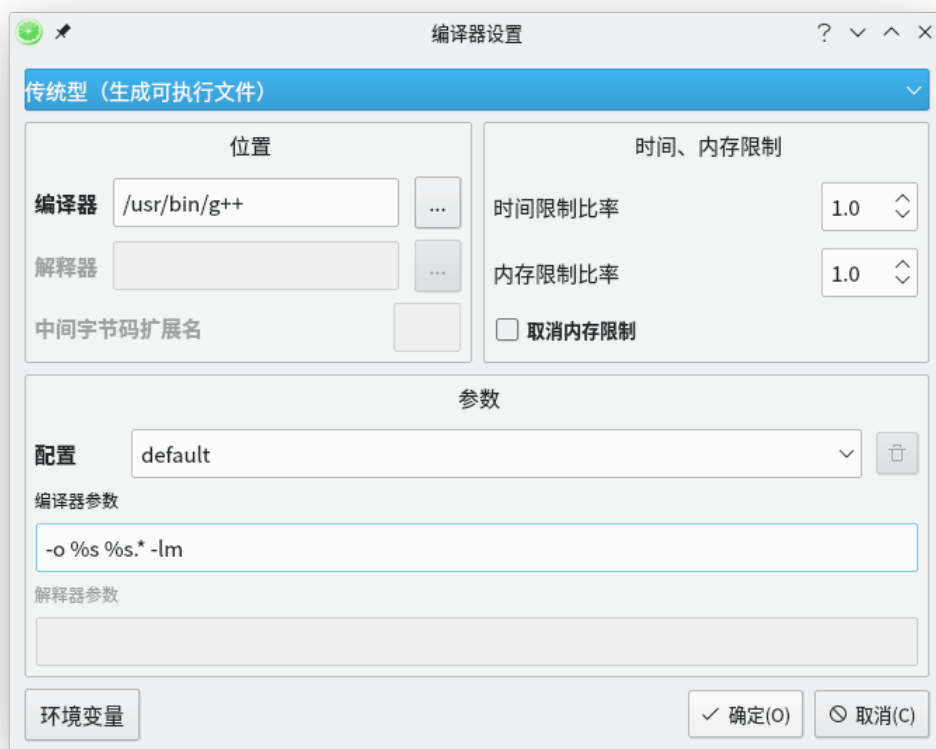 编译器设置
传统型（生成可执行文件）
位置
编译器 /usr/bin/g++ ...
解释器 ...
中间字节码扩展名
时间、内存限制
时间限制比率 1.0
内存限制比率 1.0
取消内存限制
参数
配置 default
编译器参数
-o %s %s.* -lm
解释器参数
环境变量 确定(O) 取消(C)